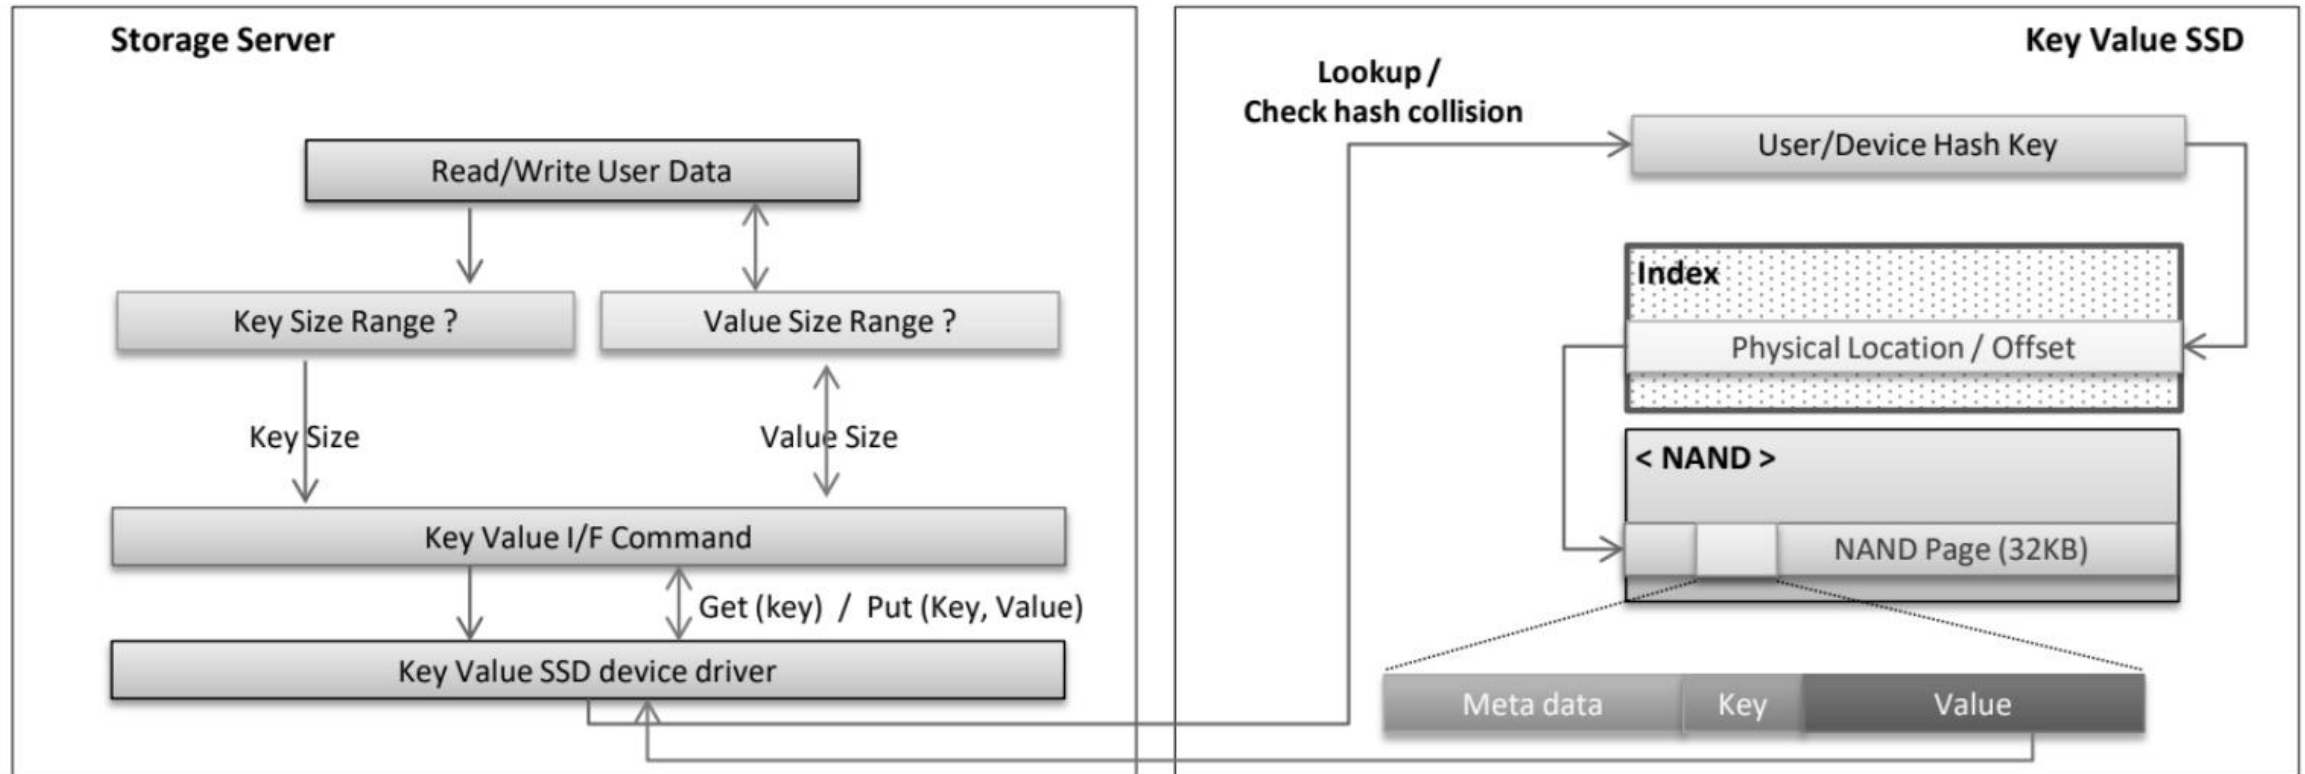 Storage Server
Read/Write User Data
Key Size Range ?
Value Size Range ?
Key Size
Value Size
Key Value I/F Command
Get (key) / Put (Key, Value)
Key Value SSD device driver
Key Value SSD
Lookup /
Check hash collision
User/Device Hash Key
Index
Physical Location / Offset
< NAND >
NAND Page (32KB)
Meta data
Key
Value